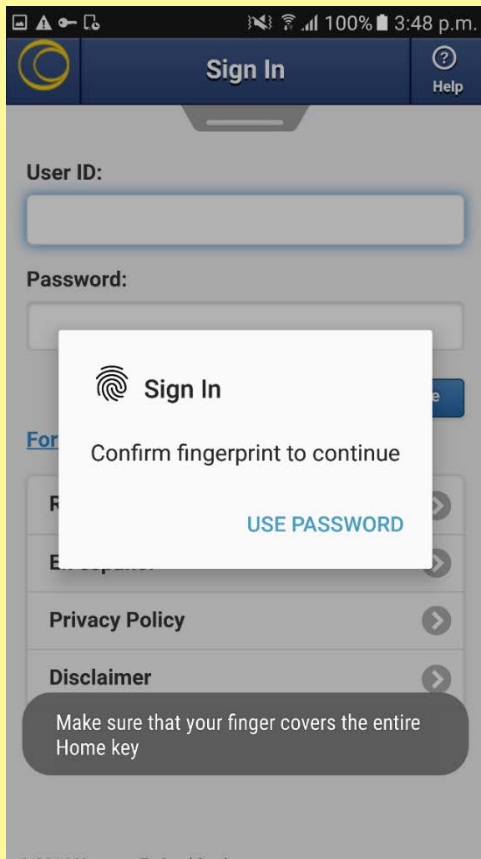 100% 3:48 p.m.
Sign In
?
Help
User ID:
Password:
e
For
Sign In
Confirm fingerprint to continue
USE PASSWORD
R
Privacy Policy
Disclaimer
Make sure that your finger covers the entire
Home key